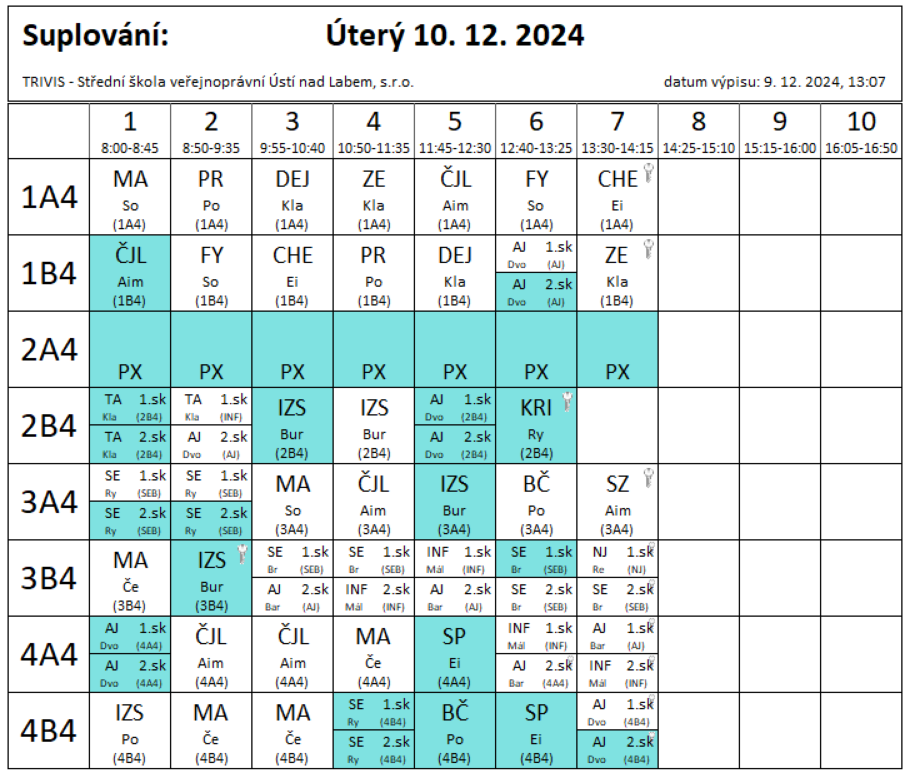 Suplování: Úterý 10. 12. 2024
TRIVIS - Střední škola veřejnoprávní Ústí nad Labem, s.r.o. datum výpisu: 9. 12. 2024, 13:07
1 2 3 4 5 6 7 8 9 10
8:00-8:45 8:50-9:35 9:55-10:40 10:50-11:35 11:45-12:30 12:40-13:25 13:30-14:15 14:25-15:10 15:15-16:00 16:05-16:50
1A4
MA PR DEJ ZE ČJL FY CHE
So Po Kla Kla Aim So Ei
(1A4) (1A4) (1A4) (1A4) (1A4) (1A4) (1A4)
1B4
ČJL FY CHE PR DEJ AJ 1.sk ZE
Dvo (AJ)
Aim So Ei Po Kla AJ 2.sk Kla
(1B4) (1B4) (1B4) (1B4) (1B4) Dvo (AJ) (1B4)
2A4
PX PX PX PX PX PX PX
2B4
TA 1.sk TA 1.sk IZS IZS AJ 1.sk KRI
Kla (2B4) Kla (INF) Dvo (2B4)
TA 2.sk AJ 2.sk Bur Bur AJ 2.sk Ry
Kla (2B4) Dvo (AJ) (2B4) (2B4) Dvo (2B4) (2B4)
3A4
SE 1.sk SE 1.sk MA ČJL IZS BČ SZ
Ry (SEB) Ry (SEB)
SE 2.sk SE 2.sk So Aim Bur Po Aim
Ry (SEB) Ry (SEB) (3A4) (3A4) (3A4) (3A4) (3A4)
3B4
MA IZS SE 1.sk SE 1.sk INF 1.sk SE 1.sk NJ 1.sk
Br (SEB) Br (SEB) Mál (INF) Br (SEB) Re (NJ)
Če Bur AJ 2.sk INF 2.sk AJ 2.sk SE 2.sk SE 2.sk
(3B4) (3B4) Bar (AJ) Mál (INF) Bar (AJ) Br (SEB) Br (SEB)
4A4
AJ 1.sk ČJL ČJL MA SP INF 1.sk AJ 1.sk
Dvo (4A4) Mál (INF) Bar (AJ)
AJ 2.sk Aim Aim Če Ei AJ 2.sk INF 2.sk
Dvo (4A4) (4A4) (4A4) (4A4) (4A4) Bar (4A4) Mál (INF)
4B4
IZS MA MA SE 1.sk BČ SP AJ 1.sk
Ry (4B4) Dvo (4B4)
Po Če Če SE 2.sk Po Ei AJ 2.sk
(4B4) (4B4) (4B4) Ry (4B4) (4B4) (4B4) Dvo (4B4)